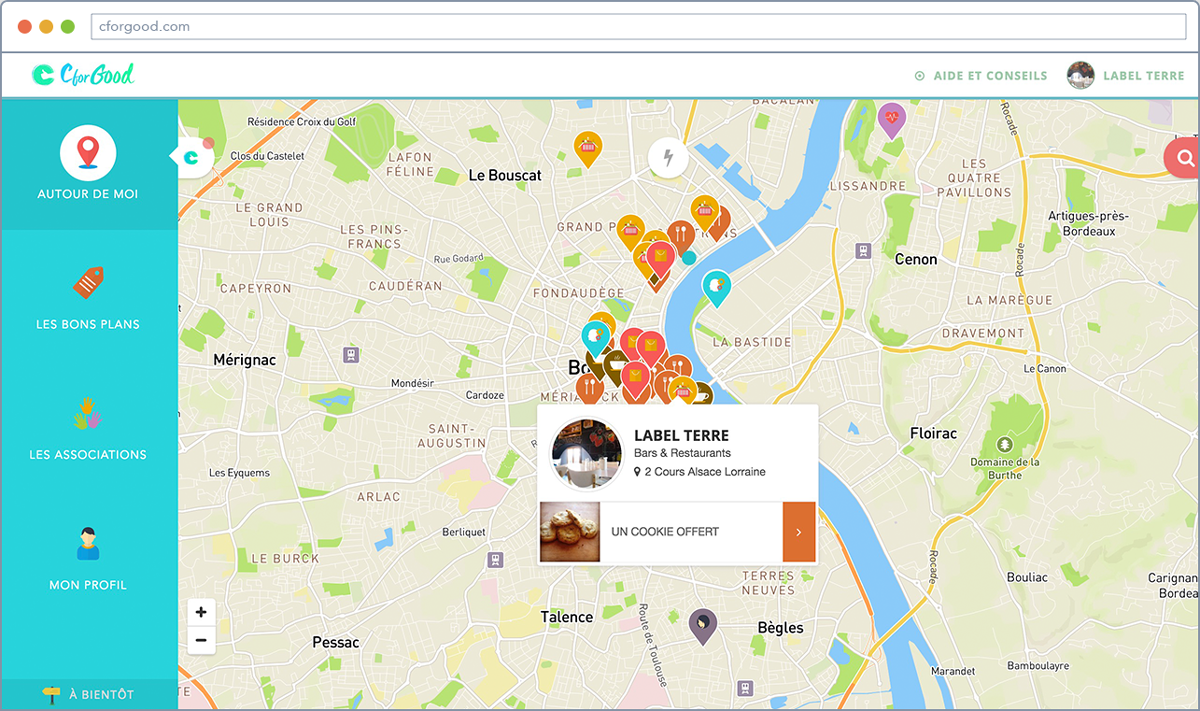 cforgood.com
CforGood
AIDE ET CONSEILS
LABEL TERRE
AUTOUR DE MOI
LES BONS PLANS
LES ASSOCIATIONS
MON PROFIL
À BIENTÔT
BACALAN
Résidence Croix du Golf
Clos du Castelet
LAFON
FÉLINE
Le Bouscat
LISSANDRE
LES
QUATRE
PAVILLONS
Rocade
LE GRAND
LOUIS
LES PINS-
FRANCS
GRAND
Artigues-près-
Bordeaux
Rue Godard
Cenon
Rocade
CAPEYRON
CAUDÉRAN
FONDAUDÈGE
LA MARÈGUE
DRAVEMONT
LA BASTIDE
Mérignac
Le Canon
Mondésir
Cardoze
SAINT-
AUGUSTIN
Floirac
Domaine de la
Burthe
Les Eyquems
ARLAC
LABEL TERRE
Bars & Restaurants
2 Cours Alsace Lorraine
UN COOKIE OFFERT
Berliquet
LE BURCK
TERRES
NEUVES
Rocade
Bouliac
Carignan
Bordea
+
−
Talence
Route de Toulouse
Bègles
Pessac
Marandet
Bamboulayre